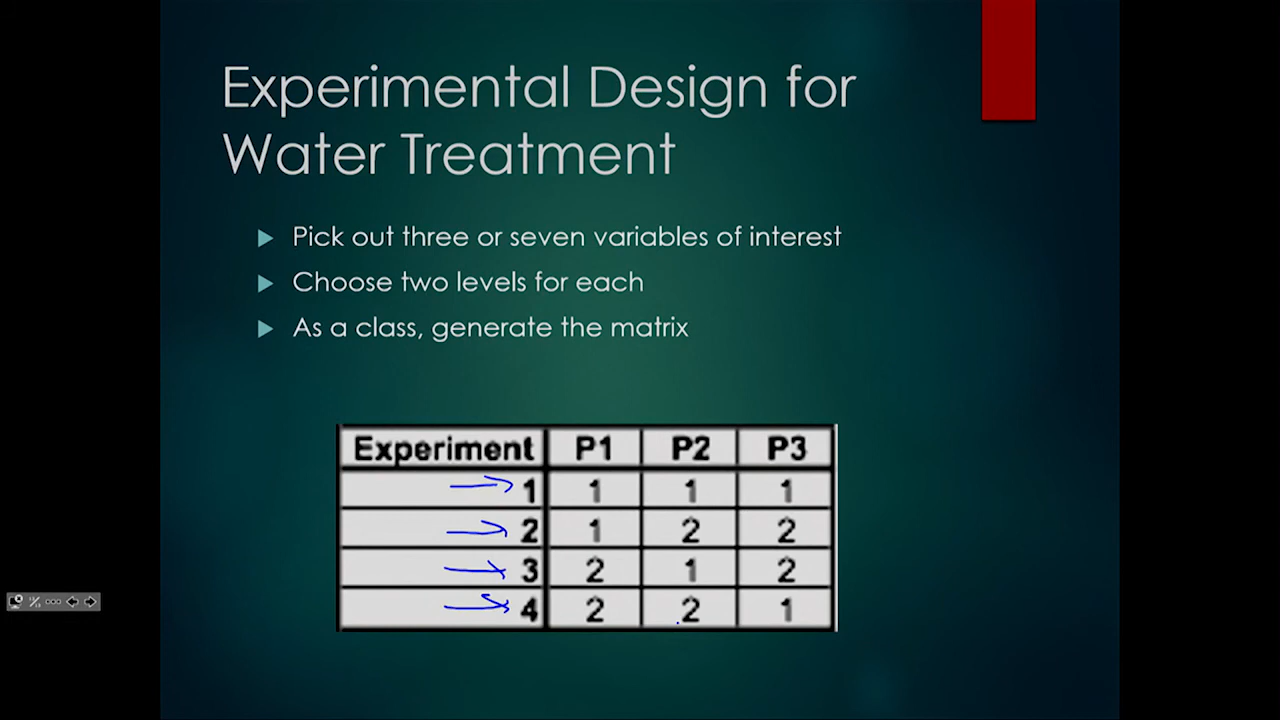 Experimental Design for
Water Treatment
Pick out three or seven variables of interest
Choose two levels for each
As a class, generate the matrix
Experiment P1 P2 P3
1 1 1 1
2 1 2 2
3 2 1 2
4 2 2 1